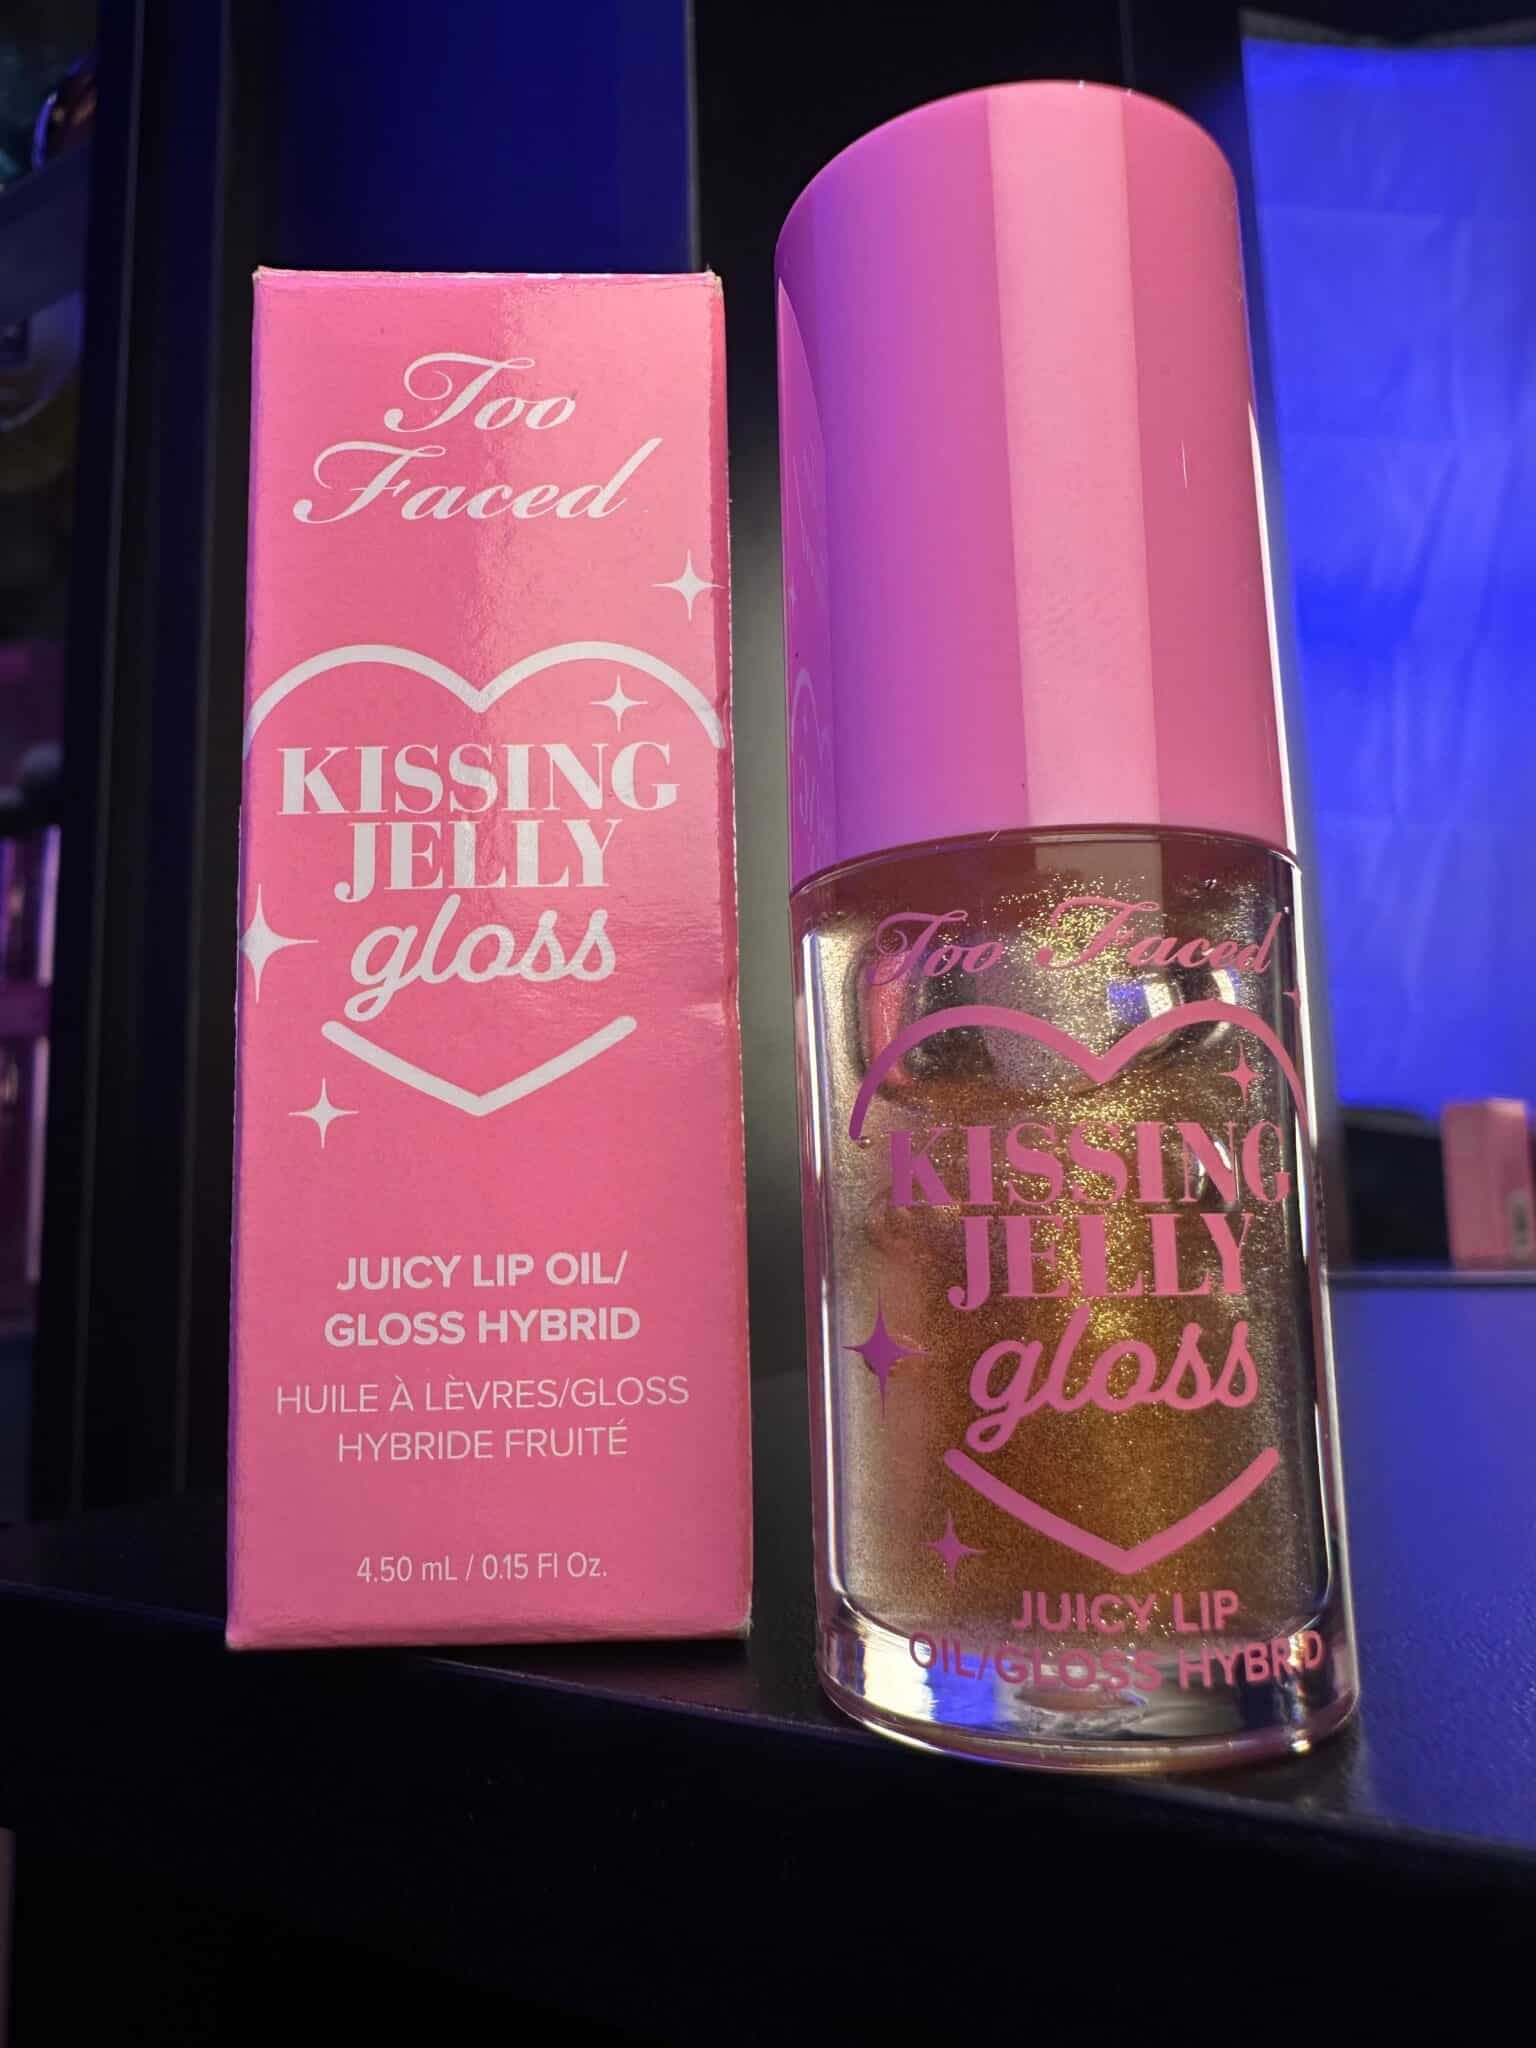 Too
Faced
KISSING
JELLY
gloss
JUICY LIP OIL/
GLOSS HYBRID
HUILE À LÈVRES/GLOSS
HYBRIDE FRUITÉ
4.50 mL / 0.15 Fl Oz.
Too Faced
KISSING
JELLY
gloss
JUICY LIP
OIL/GLOSS HYBRID